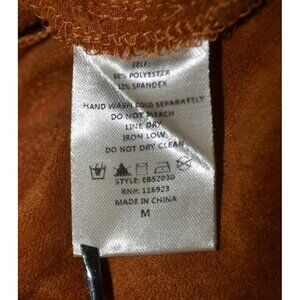 SELF:
88% POLYESTER
12% SPANDEX
HAND WASH COLD SEPARATELY
DO NOT BLEACH
LINE DRY
IRON LOW
DO NOT DRY CLEAN
STYLE: EB52030
RN#: 116923
MADE IN CHINA
M